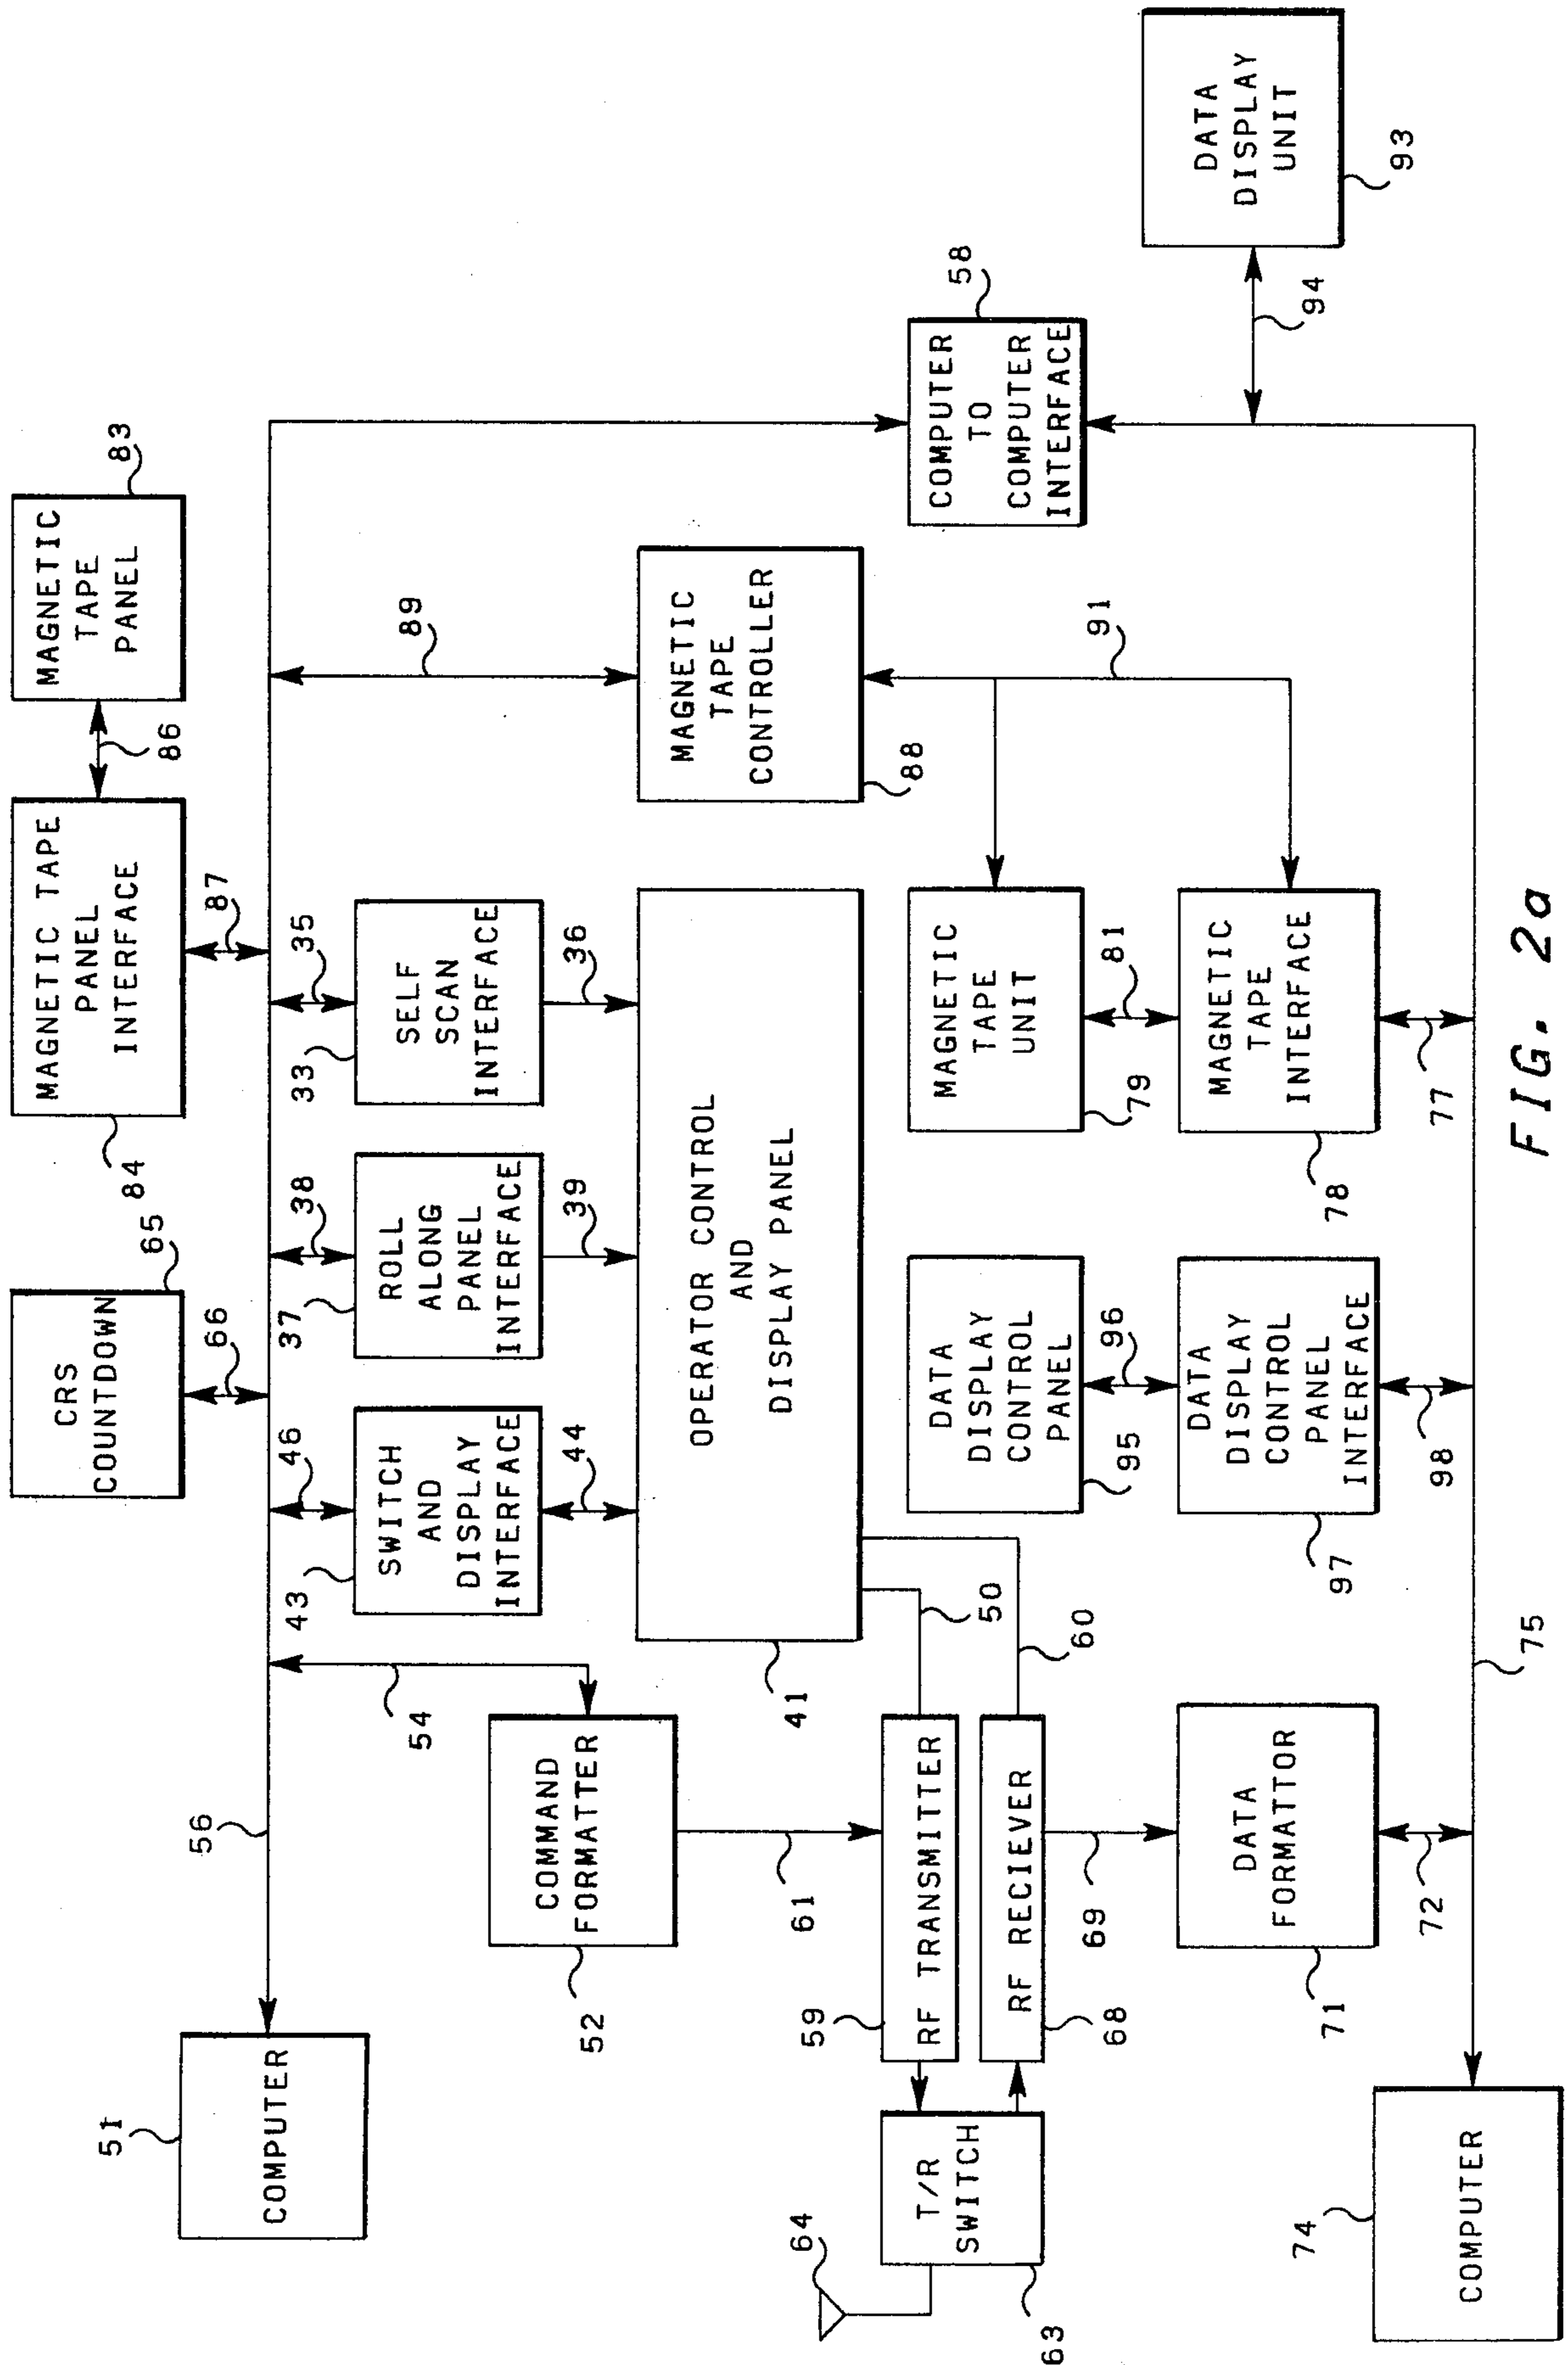 CRS
COUNTDOWN
65
66
MAGNETIC TAPE
PANEL
INTERFACE
84
87
86
MAGNETIC
TAPE
PANEL
83
51
COMPUTER
56
54
46
43
SWITCH
AND
DISPLAY
INTERFACE
44
38
37
ROLL
ALONG
PANEL
INTERFACE
39
35
33
SELF
SCAN
INTERFACE
36
89
COMMAND
FORMATTER
52
61
OPERATOR CONTROL
AND
DISPLAY PANEL
41
MAGNETIC
TAPE
CONTROLLER
88
91
COMPUTER
TO
COMPUTER
INTERFACE
58
64
T/R
SWITCH
63
59
RF TRANSMITTER
50
RF RECIEVER
68
60
69
DATA
DISPLAY
CONTROL
PANEL
95
96
MAGNETIC
TAPE
UNIT
79
81
DATA
DISPLAY
UNIT
93
94
DATA
FORMATTOR
71
72
DATA
DISPLAY
CONTROL
PANEL
INTERFACE
97
98
MAGNETIC
TAPE
INTERFACE
78
77
74
COMPUTER
75
FIG. 2a